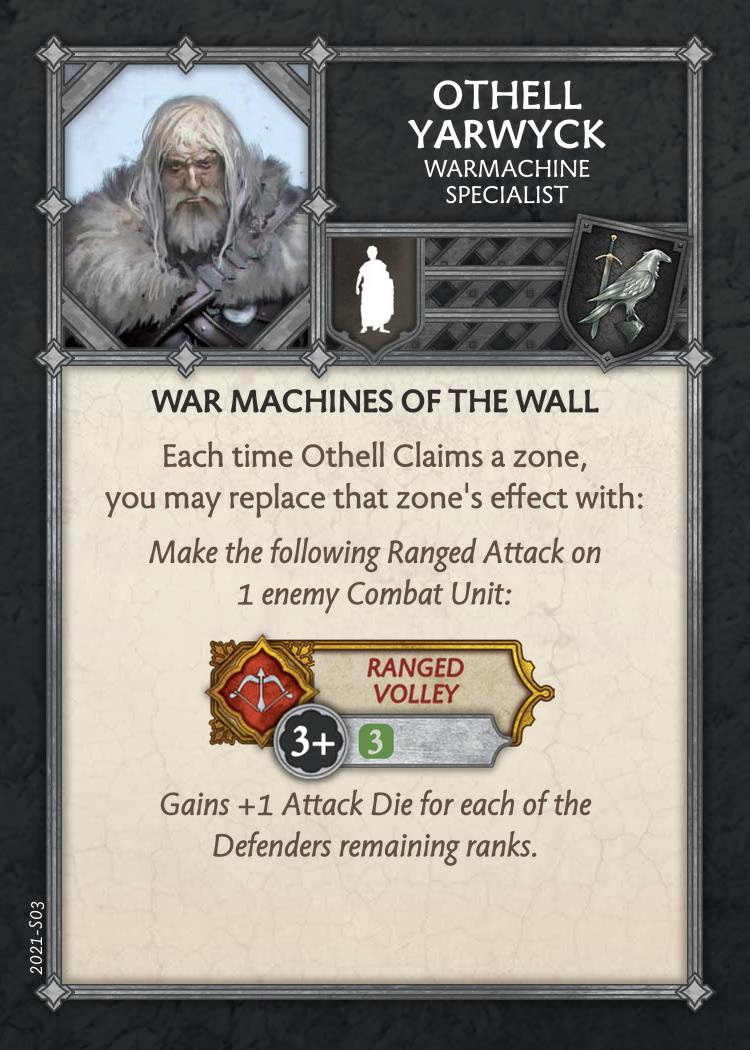 OTHELL
YARWYCK
WARMACHINE
SPECIALIST
WAR MACHINES OF THE WALL
Each time Othell Claims a zone,
you may replace that zone's effect with:
Make the following Ranged Attack on
1 enemy Combat Unit:
RANGED
VOLLEY
3+ 3
Gains +1 Attack Die for each of the
Defenders remaining ranks.
2021-S03